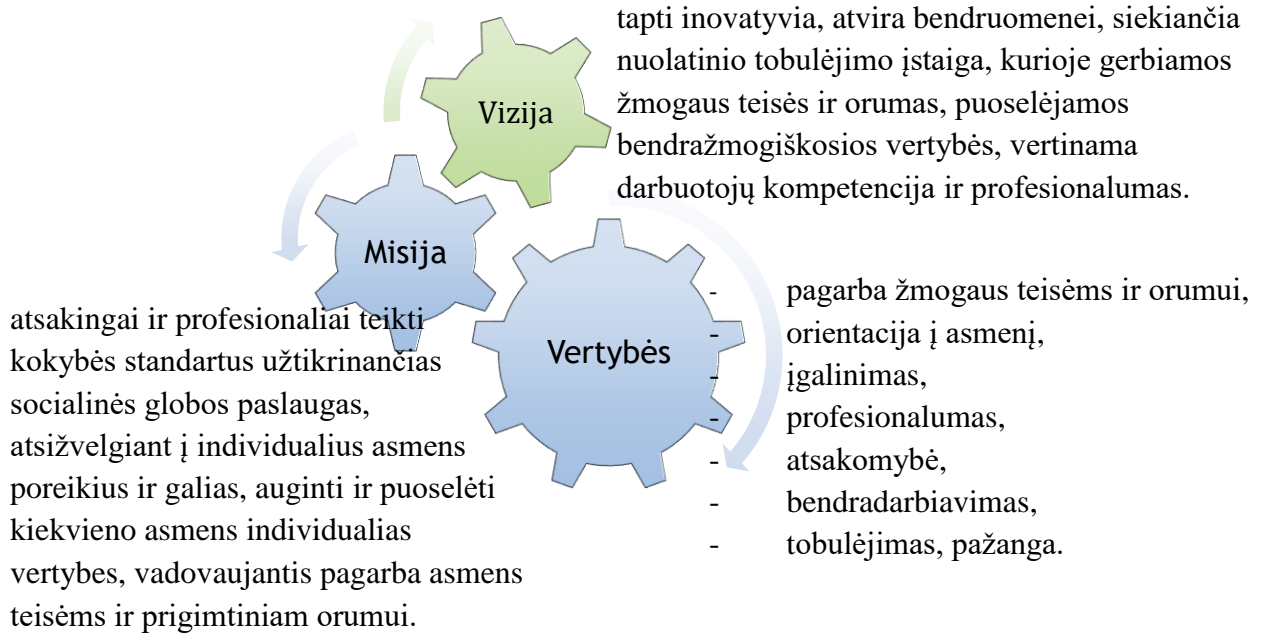 tapti inovatyvia, atvira bendruomenei, siekiančia
nuolatinio tobulėjimo įstaiga, kurioje gerbiamos
žmogaus teisės ir orumas, puoselėjamos
bendražmogiškosios vertybės, vertinama
darbuotojų kompetencija ir profesionalumas.
Vizija
Misija
atsakingai ir profesionaliai teikti
kokybės standartus užtikrinančias
socialinės globos paslaugas,
atsižvelgiant į individualius asmens
poreikius ir galias, auginti ir puoselėti
kiekvieno asmens individualias
vertybes, vadovaujantis pagarba asmens
teisėms ir prigimtiniam orumui.
Vertybės
- pagarba žmogaus teisėms ir orumui,
- orientacija į asmenį,
- įgalinimas,
- profesionalumas,
- atsakomybė,
- bendradarbiavimas,
- tobulėjimas, pažanga.